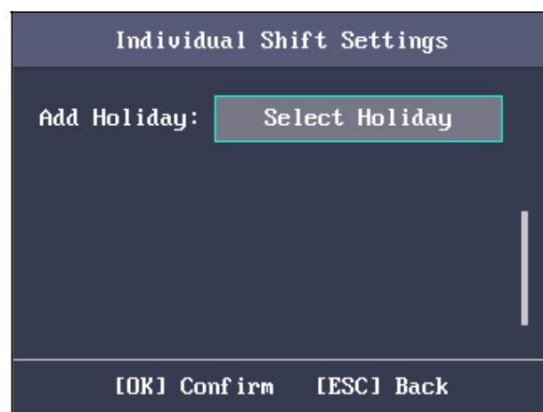 Individual Shift Settings
Add Holiday: Select Holiday
[OK] Confirm [ESC] Back